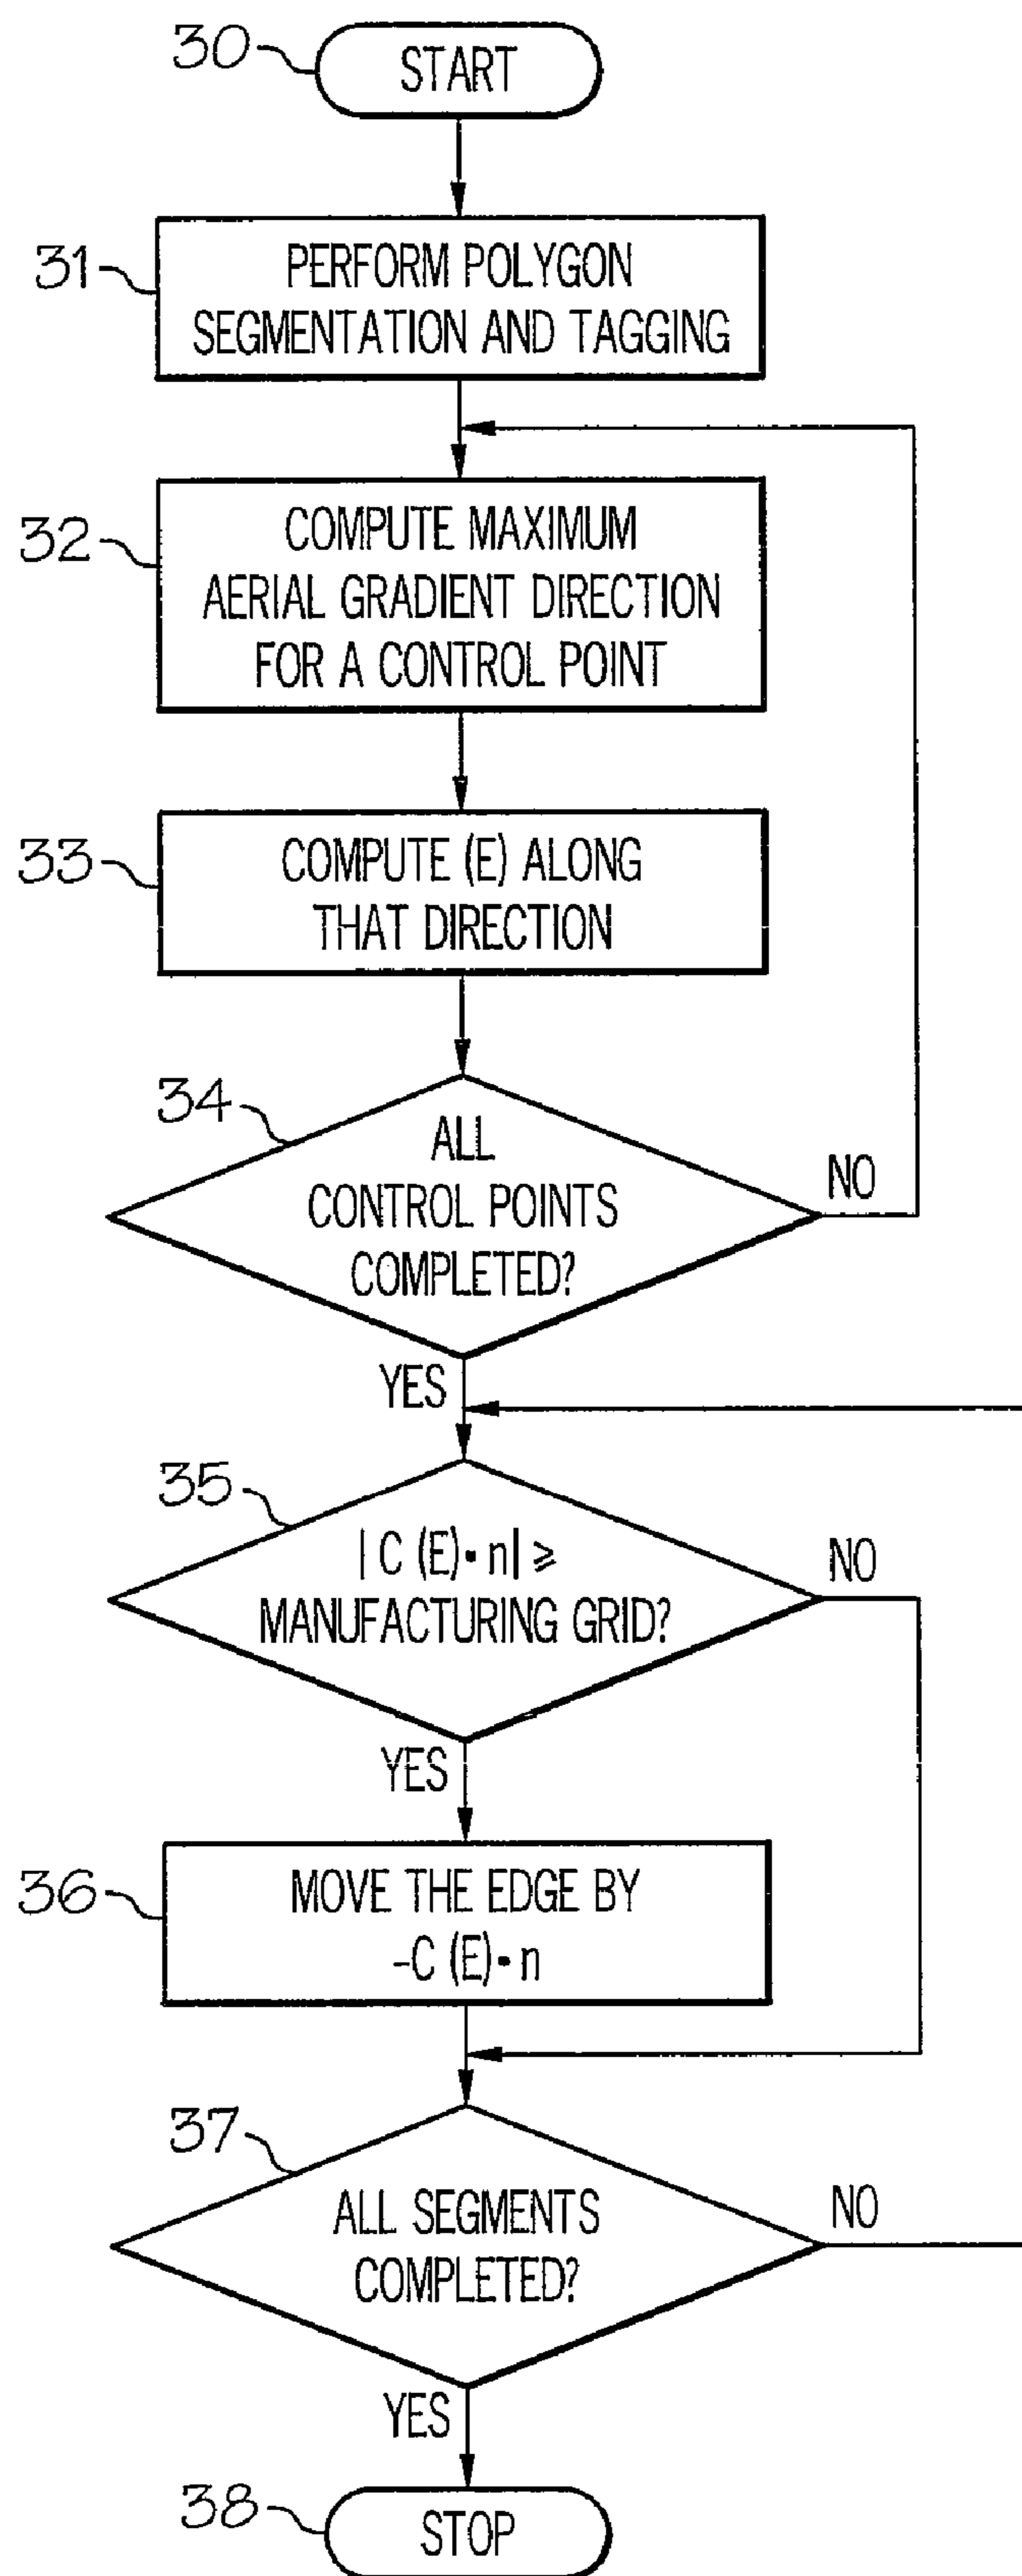 30
START
31
PERFORM POLYGON
SEGMENTATION AND TAGGING
32
COMPUTE MAXIMUM
AERIAL GRADIENT DIRECTION
FOR A CONTROL POINT
33
COMPUTE (E) ALONG
THAT DIRECTION
34
ALL
CONTROL POINTS
COMPLETED?
NO
YES
35
| C (E)▪ n| ⩾
MANUFACTURING GRID?
NO
YES
36
MOVE THE EDGE BY
-C (E)▪ n
37
ALL SEGMENTS
COMPLETED?
NO
YES
38
STOP